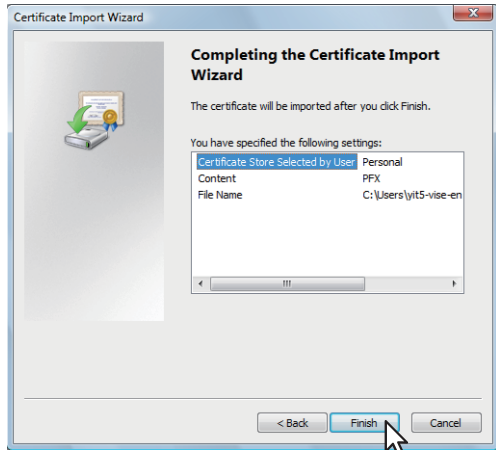 Certificate Import Wizard
Completing the Certificate Import
Wizard
The certificate will be imported after you click Finish.
You have specified the following settings:
Certificate Store Selected by User Personal
Content PFX
File Name C:\Users\yit5-vise-en
< Back Finish Cancel